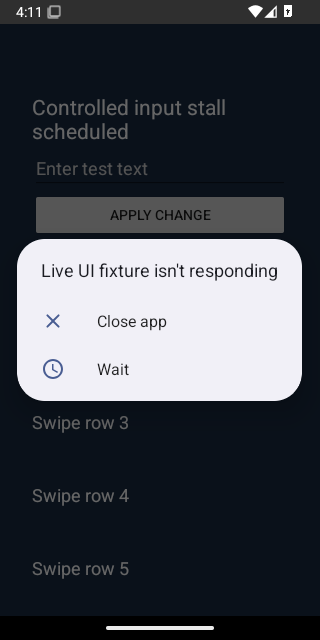 4:11
Controlled input stall
scheduled
Enter test text
APPLY CHANGE
Live UI fixture isn't responding
Close app
Wait
Swipe row 3
Swipe row 4
Swipe row 5